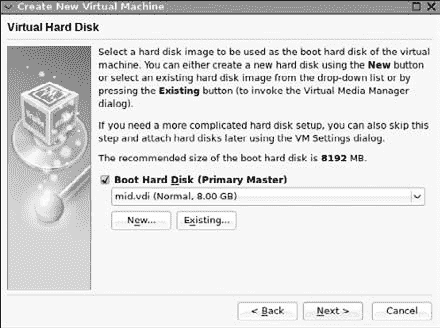 Create New Virtual Machine
Virtual Hard Disk
Select a hard disk image to be used as the boot hard disk of the virtual
machine. You can either create a new hard disk using the New button
or select an existing hard disk image from the drop-down list or by
pressing the Existing button (to invoke the Virtual Media Manager
dialog).
If you need a more complicated hard disk setup, you can also skip this
step and attach hard disks later using the VM Settings dialog.
The recommended size of the boot hard disk is 8192 MB.
Boot Hard Disk (Primary Master)
mid.vdi (Normal, 8.00 GB)
New... Existing...
< Back Next > Cancel